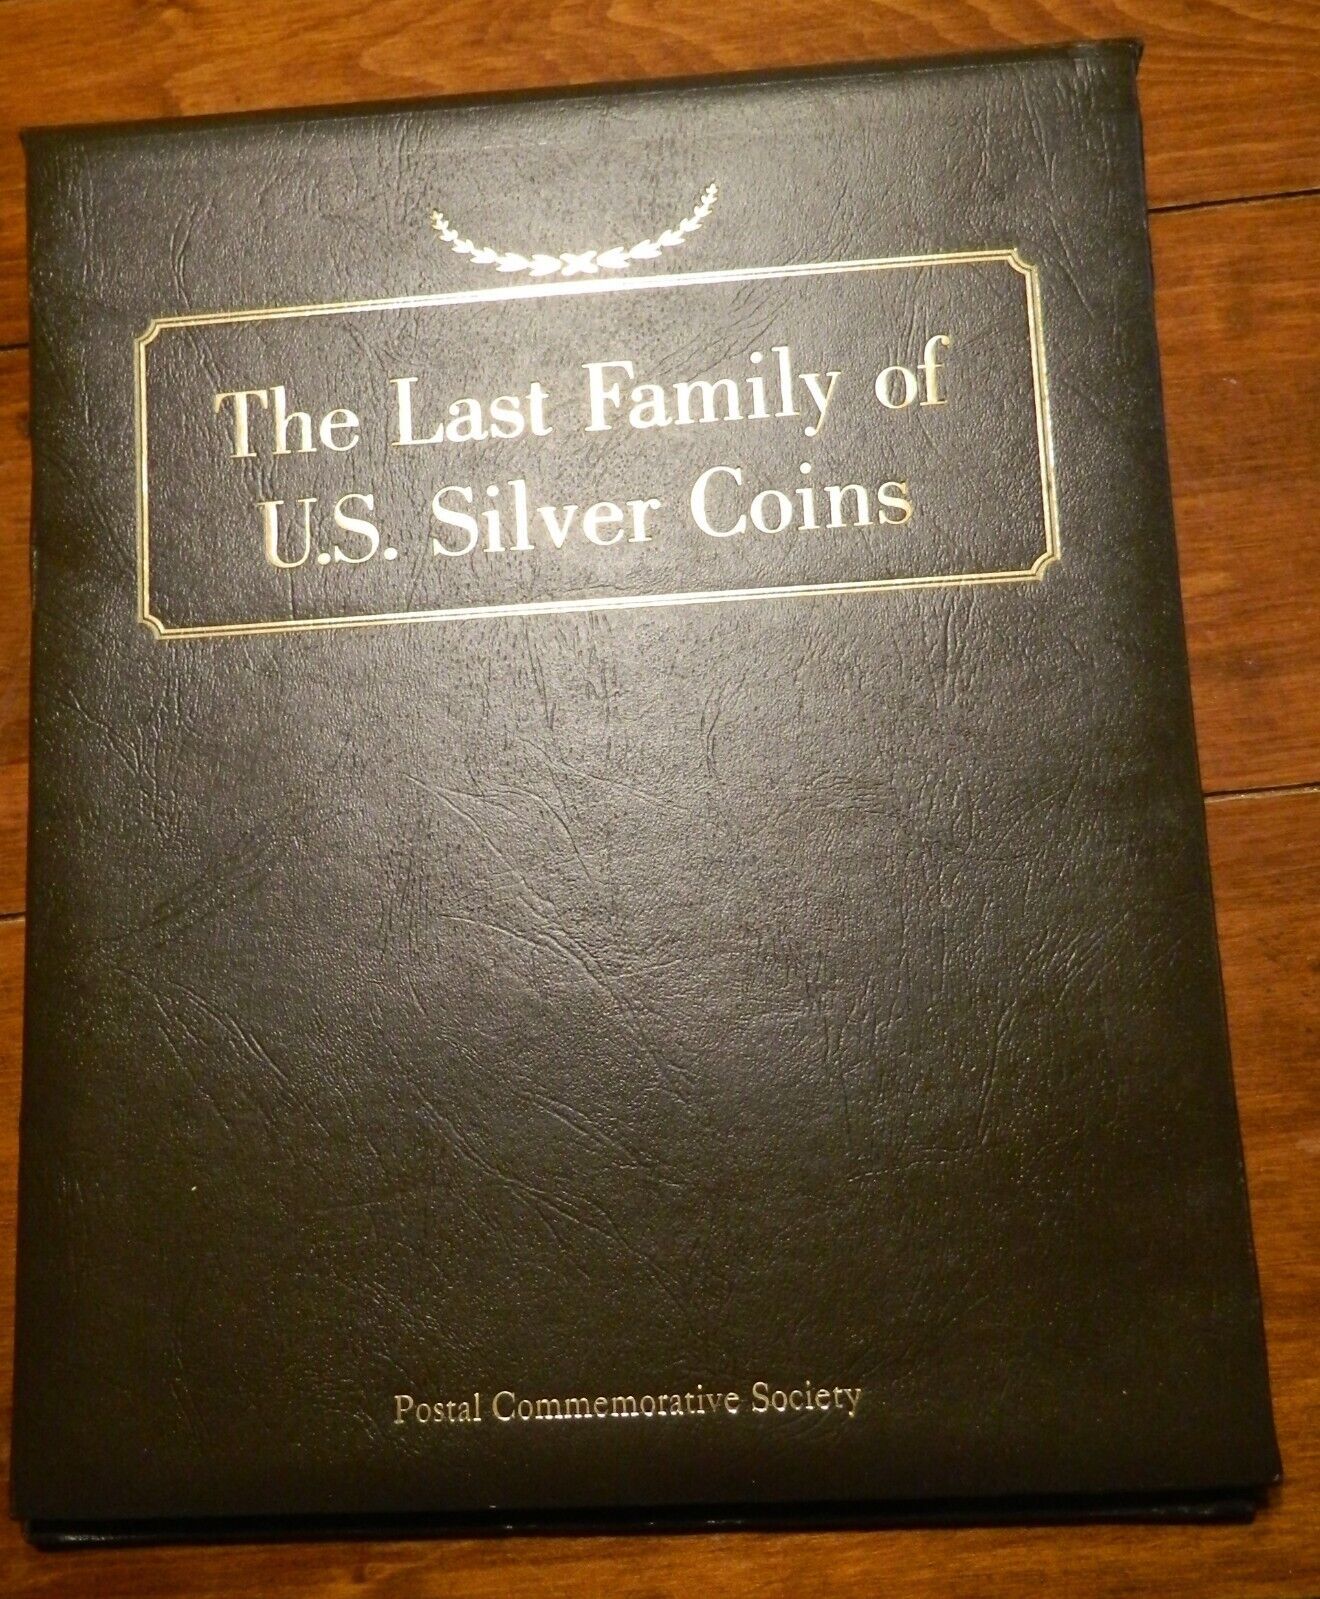 The Last Family of
U.S. Silver Coins
Postal Commemorative Society